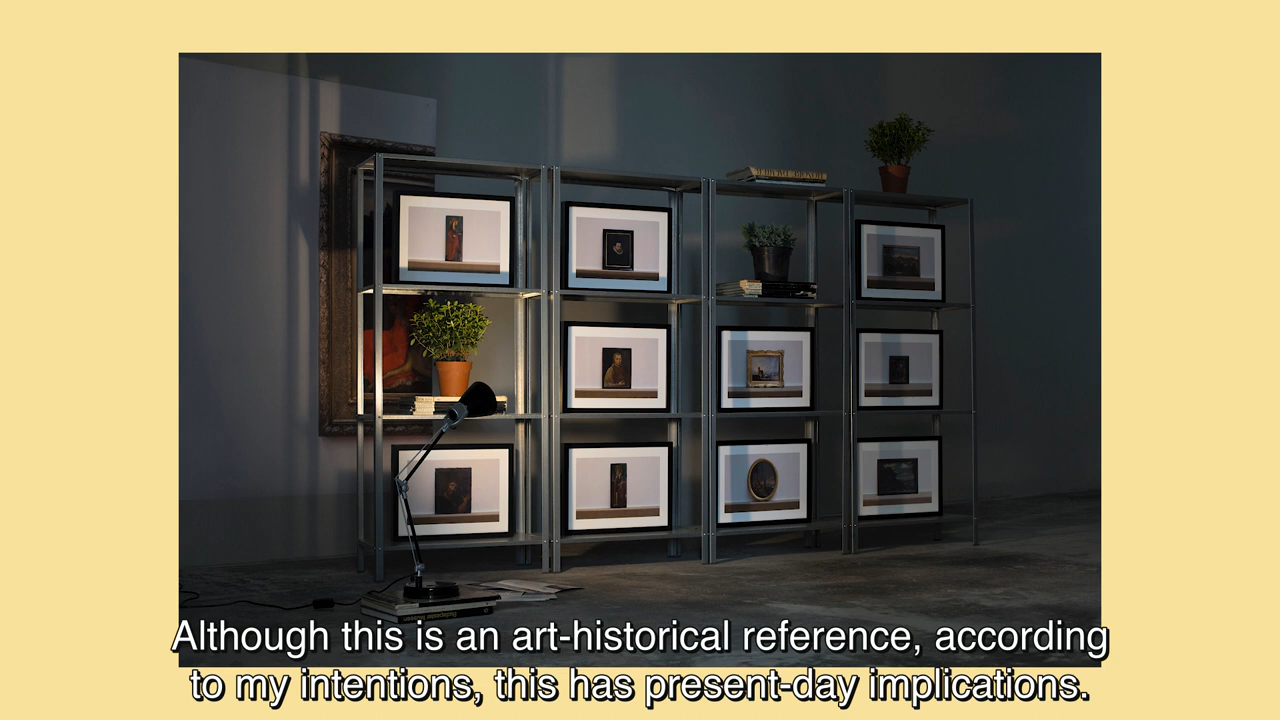 Although this is an art-historical reference, according
to my intentions, this has present-day implications.